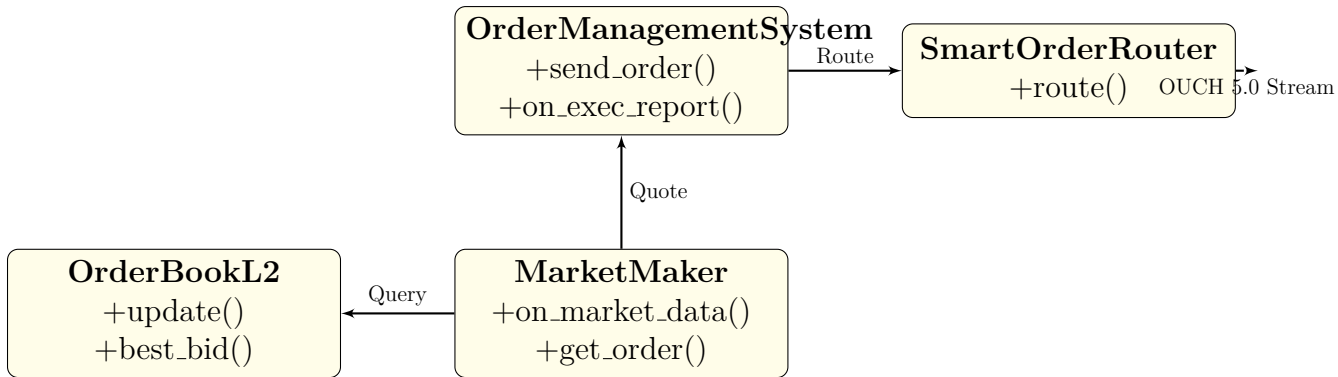 OrderManagementSystem
+send_order()
+on_exec_report()
Route
SmartOrderRouter
+route()
OUCH 5.0 Stream
Quote
OrderBookL2
+update()
+best_bid()
Query
MarketMaker
+on_market_data()
+get_order()